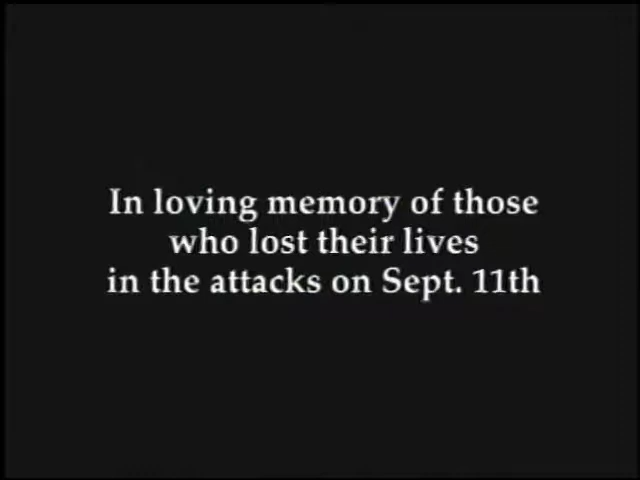 In loving memory of those
who lost their lives
in the attacks on Sept. 11th